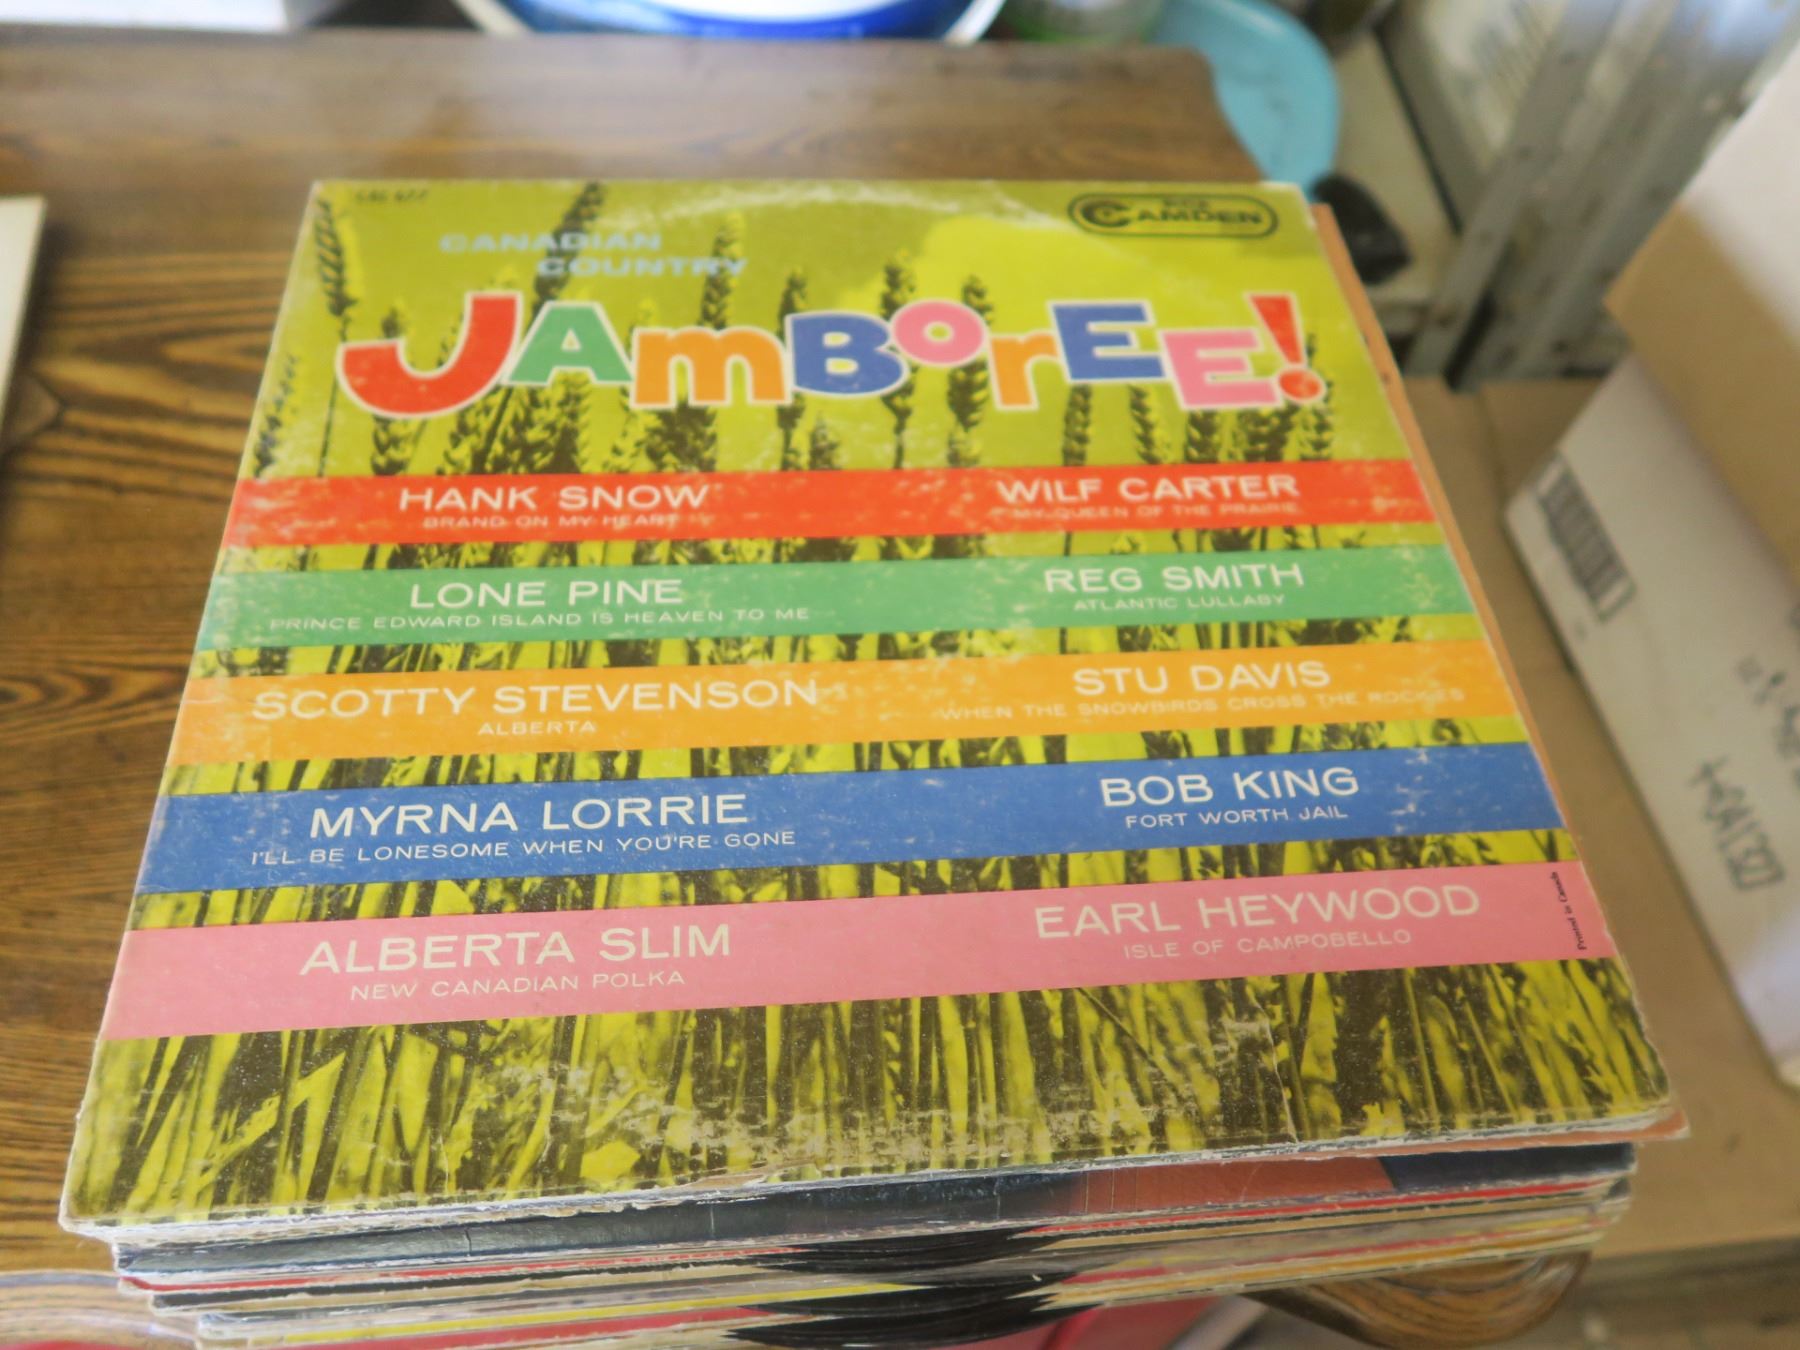 CAL 677
RCA CAMDEN
CANADIAN
COUNTRY
JAmBorEE!
HANK SNOW
BRAND ON MY HEART
WILF CARTER
MY QUEEN OF THE PRAIRIE
LONE PINE
PRINCE EDWARD ISLAND IS HEAVEN TO ME
REG SMITH
ATLANTIC LULLABY
SCOTTY STEVENSON
ALBERTA
STU DAVIS
WHEN THE SNOWBIRDS CROSS THE ROCKIES
MYRNA LORRIE
I'LL BE LONESOME WHEN YOU'RE GONE
BOB KING
FORT WORTH JAIL
ALBERTA SLIM
NEW CANADIAN POLKA
EARL HEYWOOD
ISLE OF CAMPOBELLO
Printed in Canada